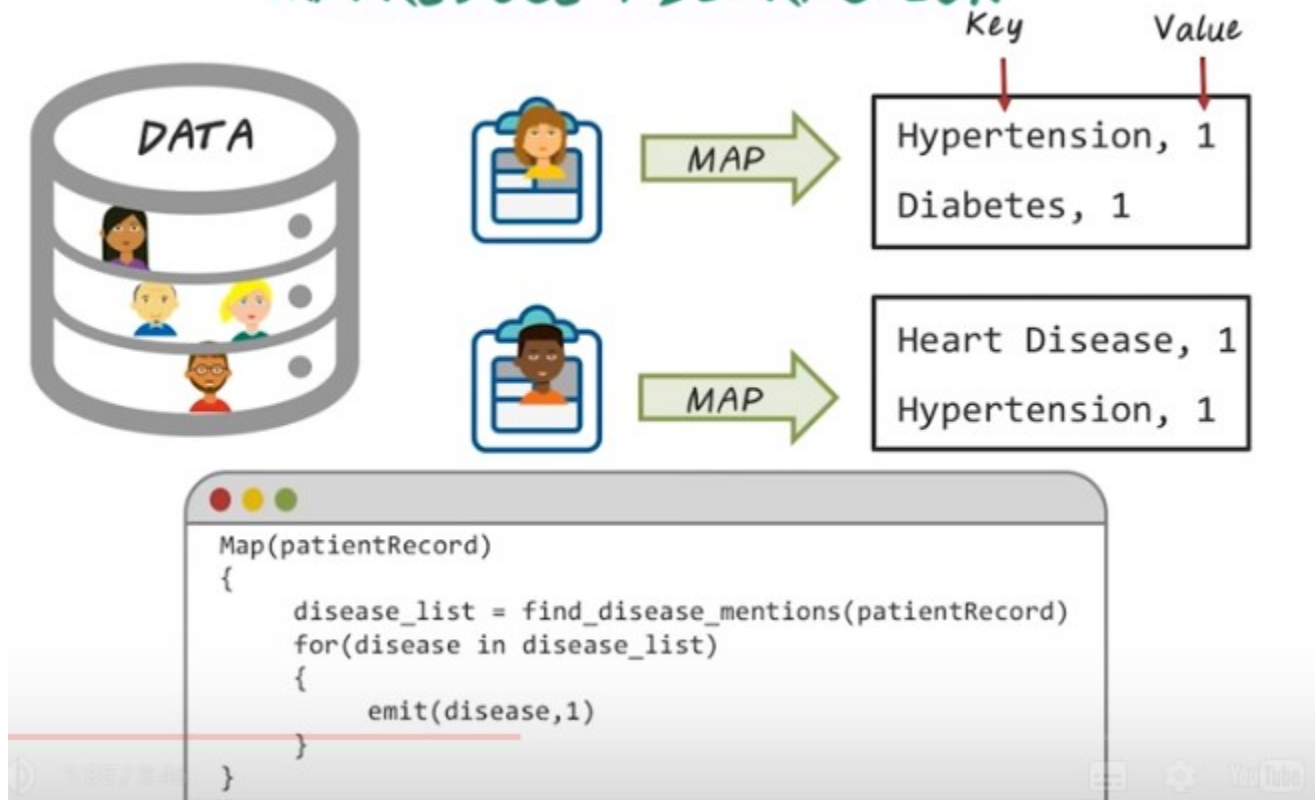 Key Value
DATA
MAP
Hypertension, 1
Diabetes, 1
MAP
Heart Disease, 1
Hypertension, 1
Map(patientRecord)
{
disease_list = find_disease_mentions(patientRecord)
for(disease in disease_list)
{
emit(disease,1)
}
}
YouTube